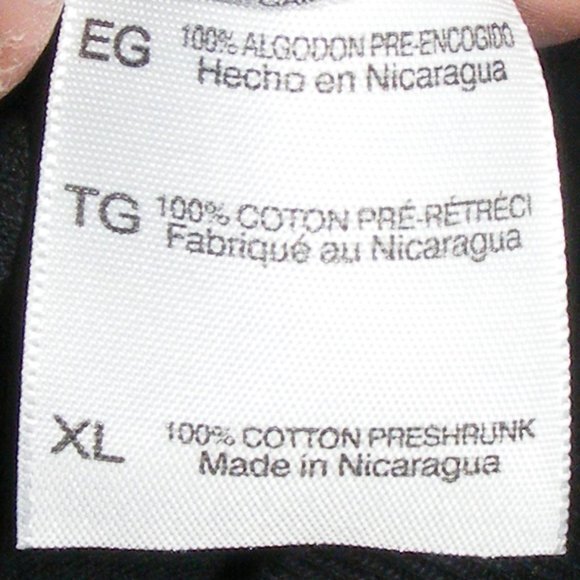 EG 100% ALGODON PRE-ENCOGIDO
Hecho en Nicaragua
TG 100% COTON PRÉ-RÉTRÉCI
Fabriqué au Nicaragua
XL 100% COTTON PRESHRUNK
Made in Nicaragua